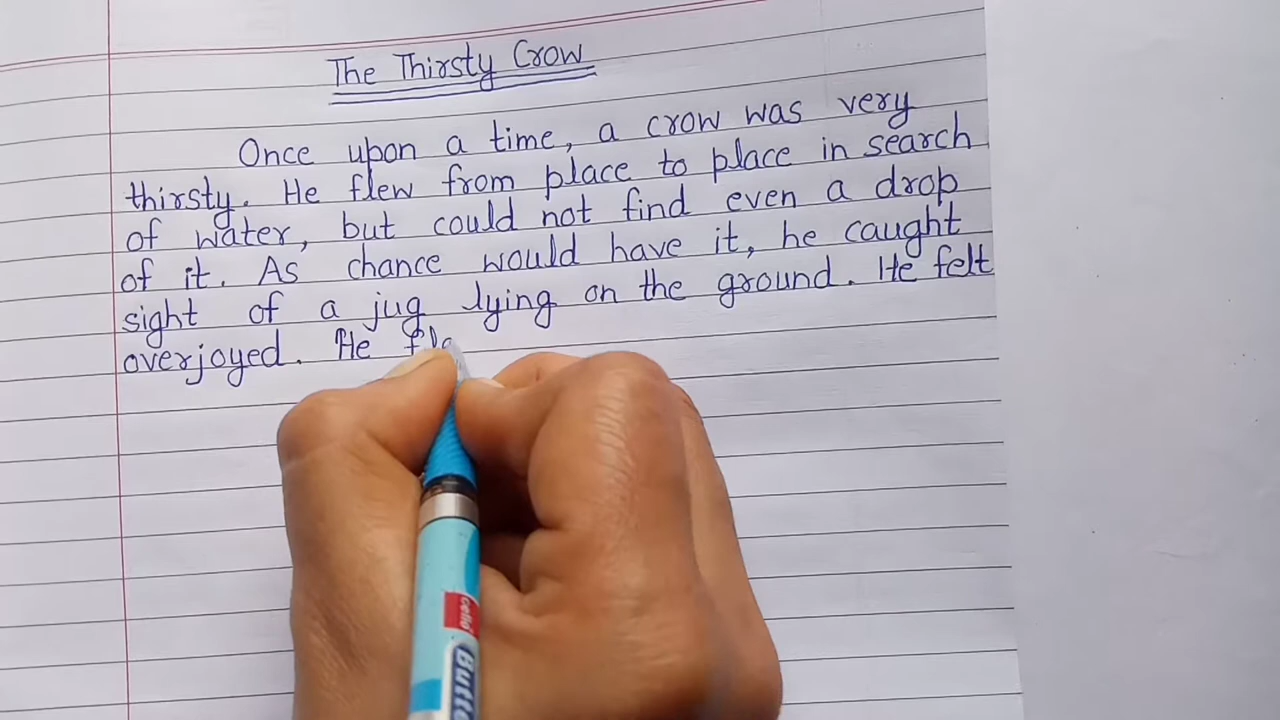 The Thirsty Crow
Once upon a time, a crow was very
thirsty. He flew from place to place in search
of water, but could not find even a drop
of it. As chance would have it, he caught
sight of a jug lying on the ground. He felt
overjoyed. He
cello